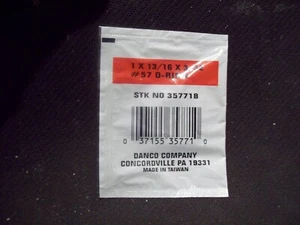 1 X 13/16 X
#57 O-RI
STK NO 35771B
0 37155 35771 0
DANCO COMPANY
CONCORDVILLE PA 19331
MADE IN TAIWAN